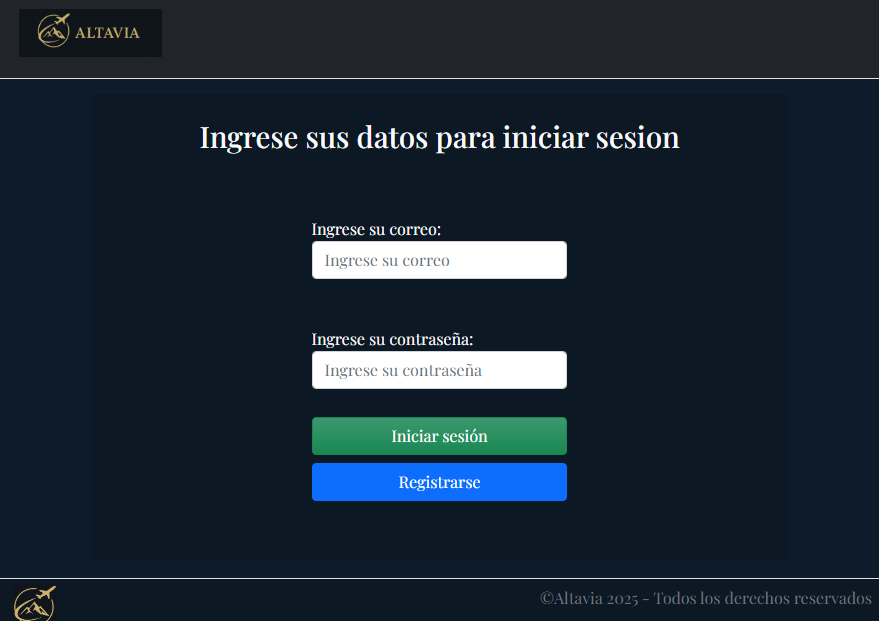 ALTAVIA
Ingrese sus datos para iniciar sesion
Ingrese su correo:
Ingrese su correo
Ingrese su contraseña:
Ingrese su contraseña
Iniciar sesión
Registrarse
©Altavia 2025 - Todos los derechos reservados